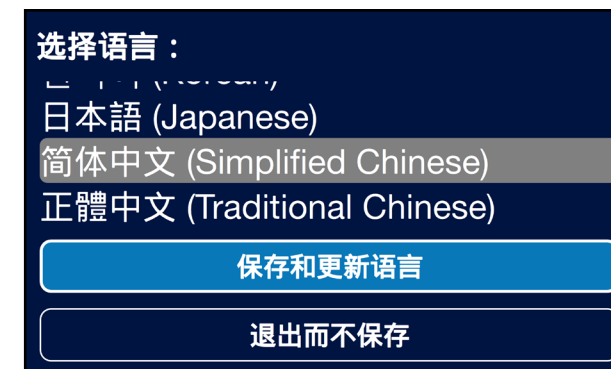 选择语言：
(Korean)
日本語 (Japanese)
简体中文 (Simplified Chinese)
正體中文 (Traditional Chinese)
保存和更新语言
退出而不保存